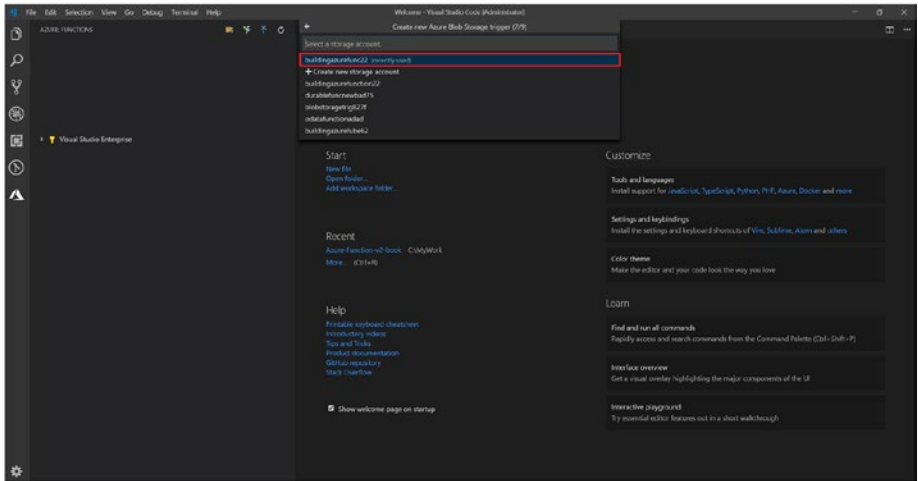 File Edit Selection View Go Debug Terminal Help
Welcome - Visual Studio Code [Administrator]
AZURE: FUNCTIONS
Create new Azure Blob Storage trigger (7/9)
Select a storage account.
buildingazurefunc22 (recently used)
+ Create new storage account
buildingazurefunction22
durablefuncnewbad75
blobstoragetrig827f
odatafunctionadad
Visual Studio Enterprise
Start
New file
Open folder...
Add workspace folder...
Recent
Azure-Function-v2-book C:\MyWork
More... (Ctrl+R)
Help
Printable keyboard cheatsheet
Introductory videos
Tips and Tricks
Product documentation
GitHub repository
Stack Overflow
Show welcome page on startup
Customize
Tools and languages
Install support for JavaScript, TypeScript, Python, PHP, Azure, Docker and more
Settings and keybindings
Install the settings and keyboard shortcuts of Vim, Sublime, Atom and others
Color theme
Make the editor and your code look the way you love
Learn
Find and run all commands
Rapidly access and search commands from the Command Palette (Ctrl+Shift+P)
Interface overview
Get a visual overlay highlighting the major components of the UI
Interactive playground
Try essential editor features out in a short walkthrough